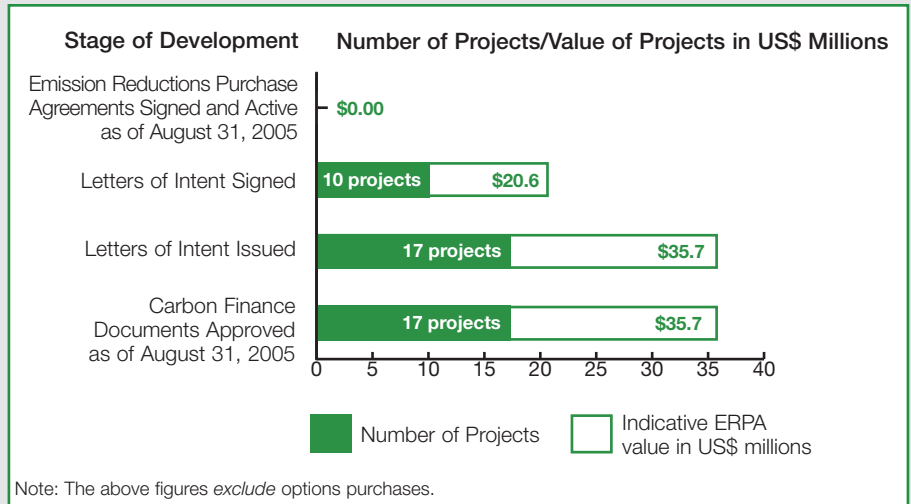 Stage of Development
Number of Projects/Value of Projects in US$ Millions
Emission Reductions Purchase
Agreements Signed and Active
as of August 31, 2005
$0.00
Letters of Intent Signed
10 projects
$20.6
Letters of Intent Issued
17 projects
$35.7
Carbon Finance
Documents Approved
as of August 31, 2005
17 projects
$35.7
0 5 10 15 20 25 30 35 40
Number of Projects
Indicative ERPA
value in US$ millions
Note: The above figures exclude options purchases.